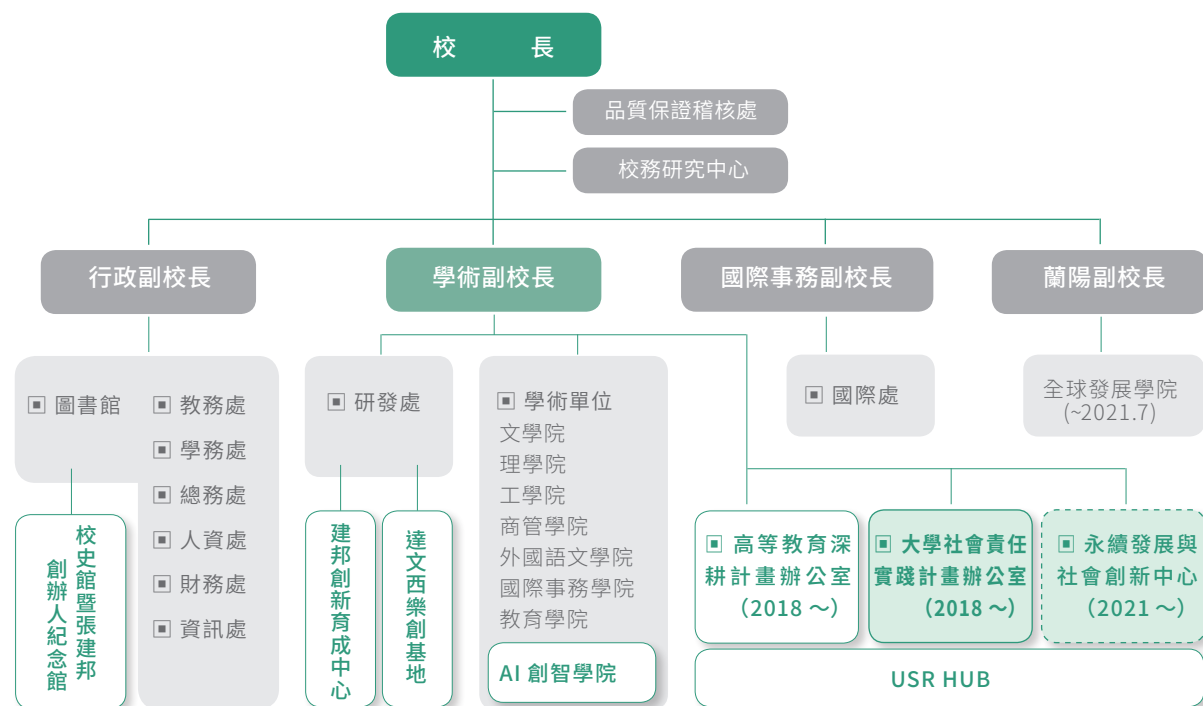 校 長
品質保證稽核處
校務研究中心
行政副校長
學術副校長
國際事務副校長
蘭陽副校長
圖書館
教務處
學務處
總務處
人資處
財務處
資訊處
校史館暨張建邦
創辦人紀念館
研發處
建邦創新育成中心
達文西樂創基地
學術單位
文學院
理學院
工學院
商管學院
外國語文學院
國際事務學院
教育學院
AI 創智學院
國際處
全球發展學院
(~2021.7)
高等教育深
耕計畫辦公室
（2018 ～）
大學社會責任
實踐計畫辦公室
（2018 ～）
永續發展與
社會創新中心
（2021 ～）
USR HUB